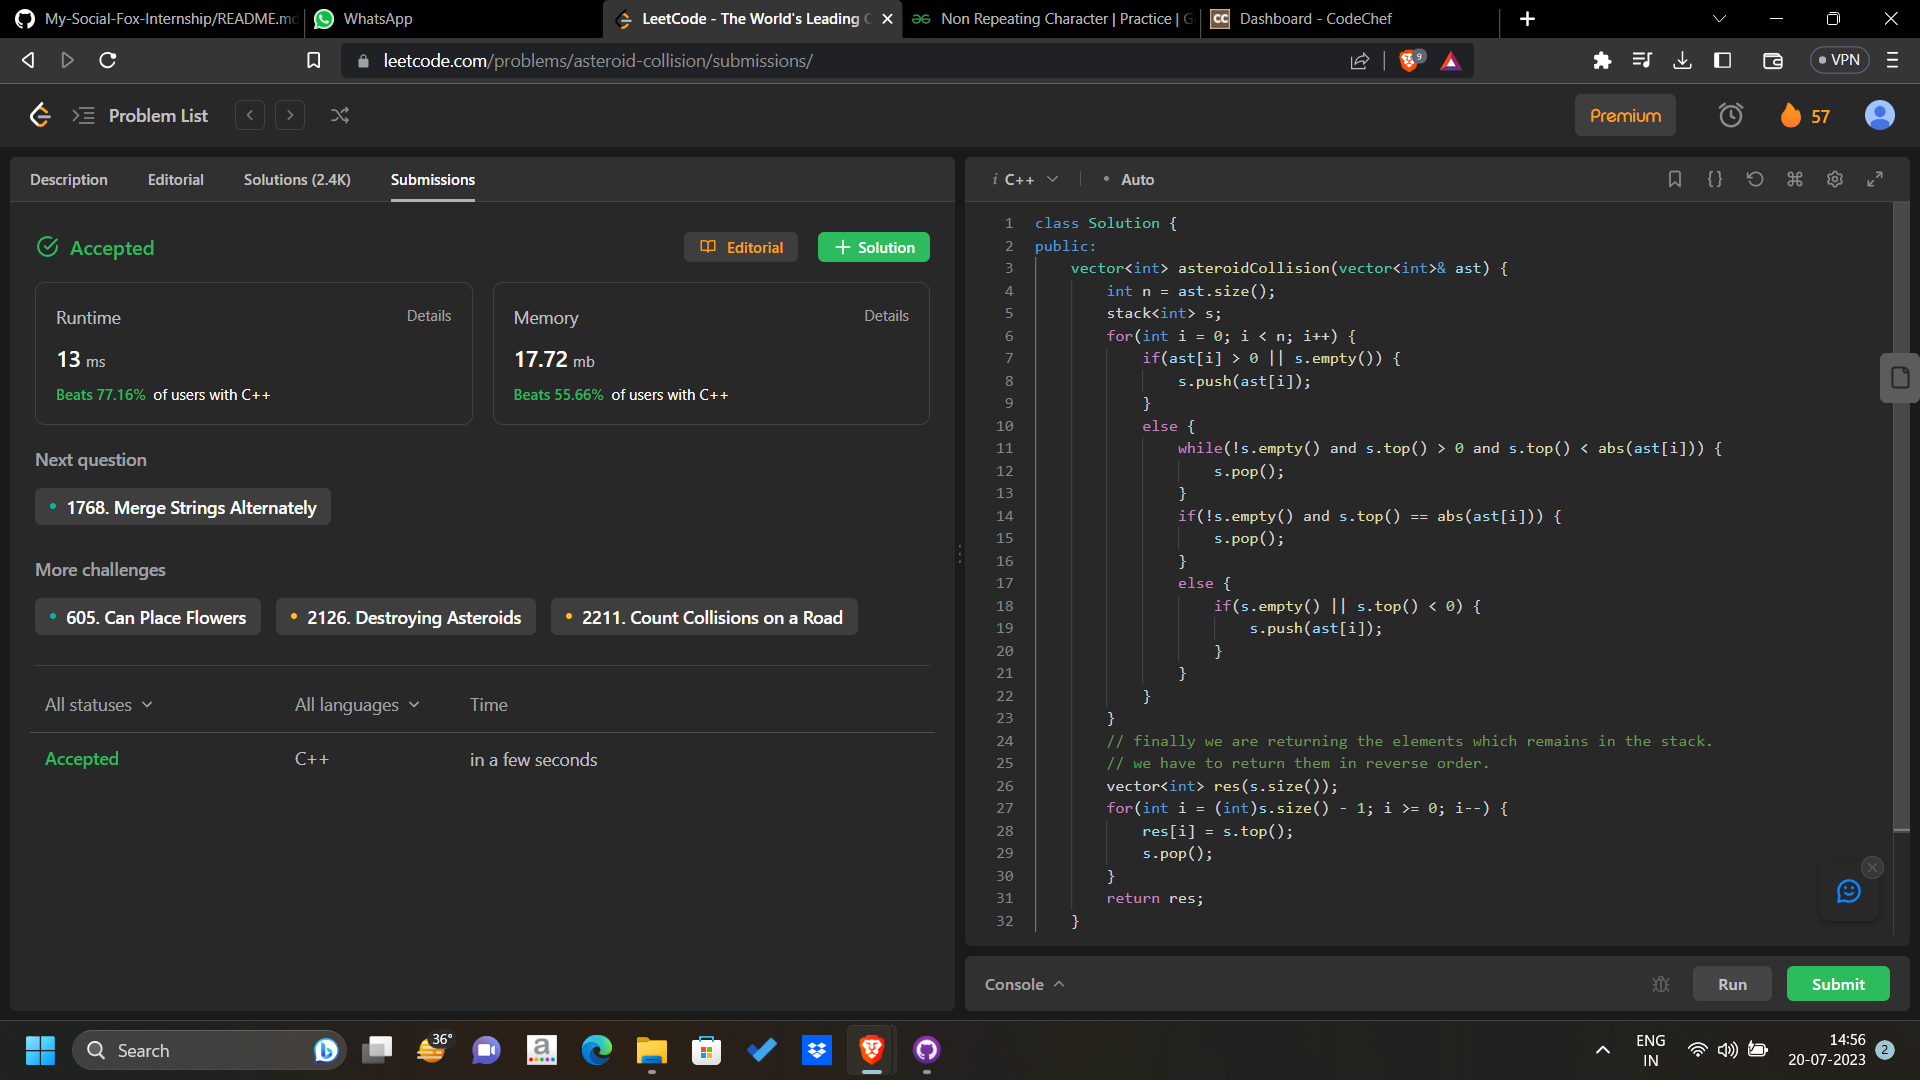 My-Social-Fox-Internship/README.md
WhatsApp
LeetCode - The World's Leading
Non Repeating Character | Practice |
CC Dashboard - CodeChef
leetcode.com/problems/asteroid-collision/submissions/
9
VPN
Problem List
Premium
57
Description Editorial Solutions (2.4K) Submissions
Accepted
Editorial
Solution
Runtime Details
13 ms
Beats 77.16% of users with C++
Memory Details
17.72 mb
Beats 55.66% of users with C++
Next question
1768. Merge Strings Alternately
More challenges
605. Can Place Flowers
2126. Destroying Asteroids
2211. Count Collisions on a Road
All statuses All languages Time
Accepted C++ in a few seconds
i C++ • Auto
1 class Solution {
2 public:
3 vector<int> asteroidCollision(vector<int>& ast) {
4 int n = ast.size();
5 stack<int> s;
6 for(int i = 0; i < n; i++) {
7 if(ast[i] > 0 || s.empty()) {
8 s.push(ast[i]);
9 }
10 else {
11 while(!s.empty() and s.top() > 0 and s.top() < abs(ast[i])) {
12 s.pop();
13 }
14 if(!s.empty() and s.top() == abs(ast[i])) {
15 s.pop();
16 }
17 else {
18 if(s.empty() || s.top() < 0) {
19 s.push(ast[i]);
20 }
21 }
22 }
23 }
24 // finally we are returning the elements which remains in the stack.
25 // we have to return them in reverse order.
26 vector<int> res(s.size());
27 for(int i = (int)s.size() - 1; i >= 0; i--) {
28 res[i] = s.top();
29 s.pop();
30 }
31 return res;
32 }
Console
Run
Submit
Search
36°
a
ENG
IN
14:56
20-07-2023
2